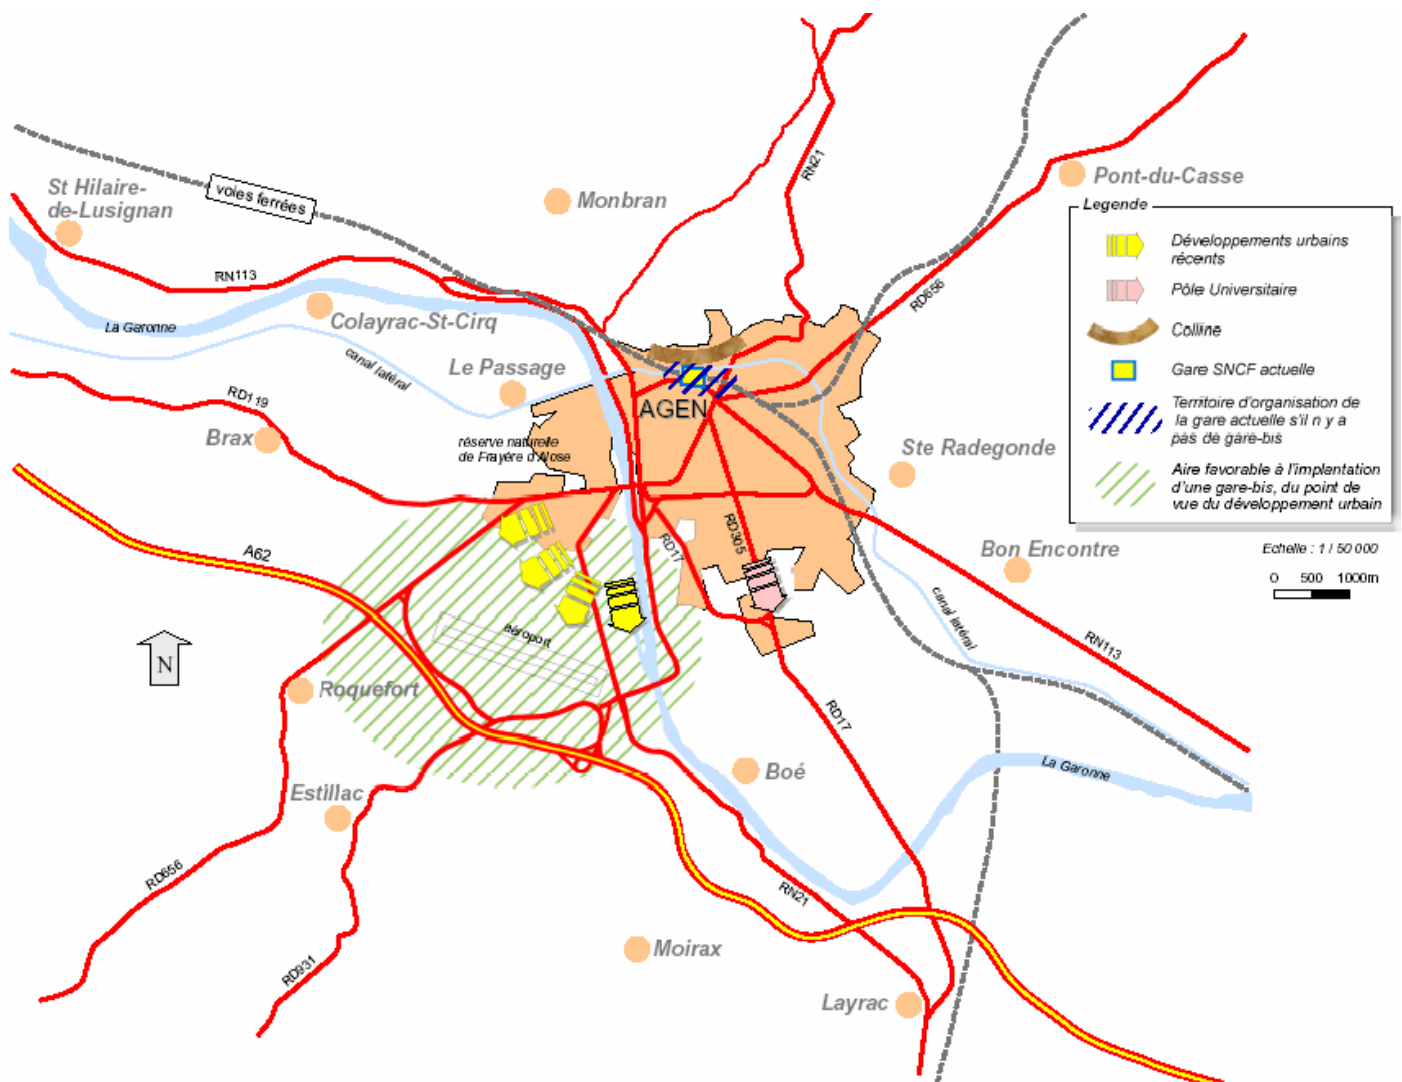 RN21
Pont-du-Casse
St Hilaire-
de-Lusignan
voies ferrées
Monbran
Legende
Développements urbains
récents
Pôle Universitaire
Colline
Gare SNCF actuelle
Territoire d'organisation de
la gare actuelle s'il n y a
pas de gare-bis
Aire favorable à l'implantation
d'une gare-bis, du point de
vue du développement urbain
Echelle : 1 / 50 000
0 500 1000m
RN113
RD656
La Garonne
Colayrac-St-Cirq
canal latéral
Le Passage
RD119
AGEN
Brax
réserve naturelle
de Frayère d'Alose
Ste Radegonde
A62
RD17
RD305
Bon Encontre
canal latéral
RN113
aéroport
N
Roquefort
RD17
Boé
La Garonne
Estillac
RD656
RN21
Moirax
RD931
Layrac